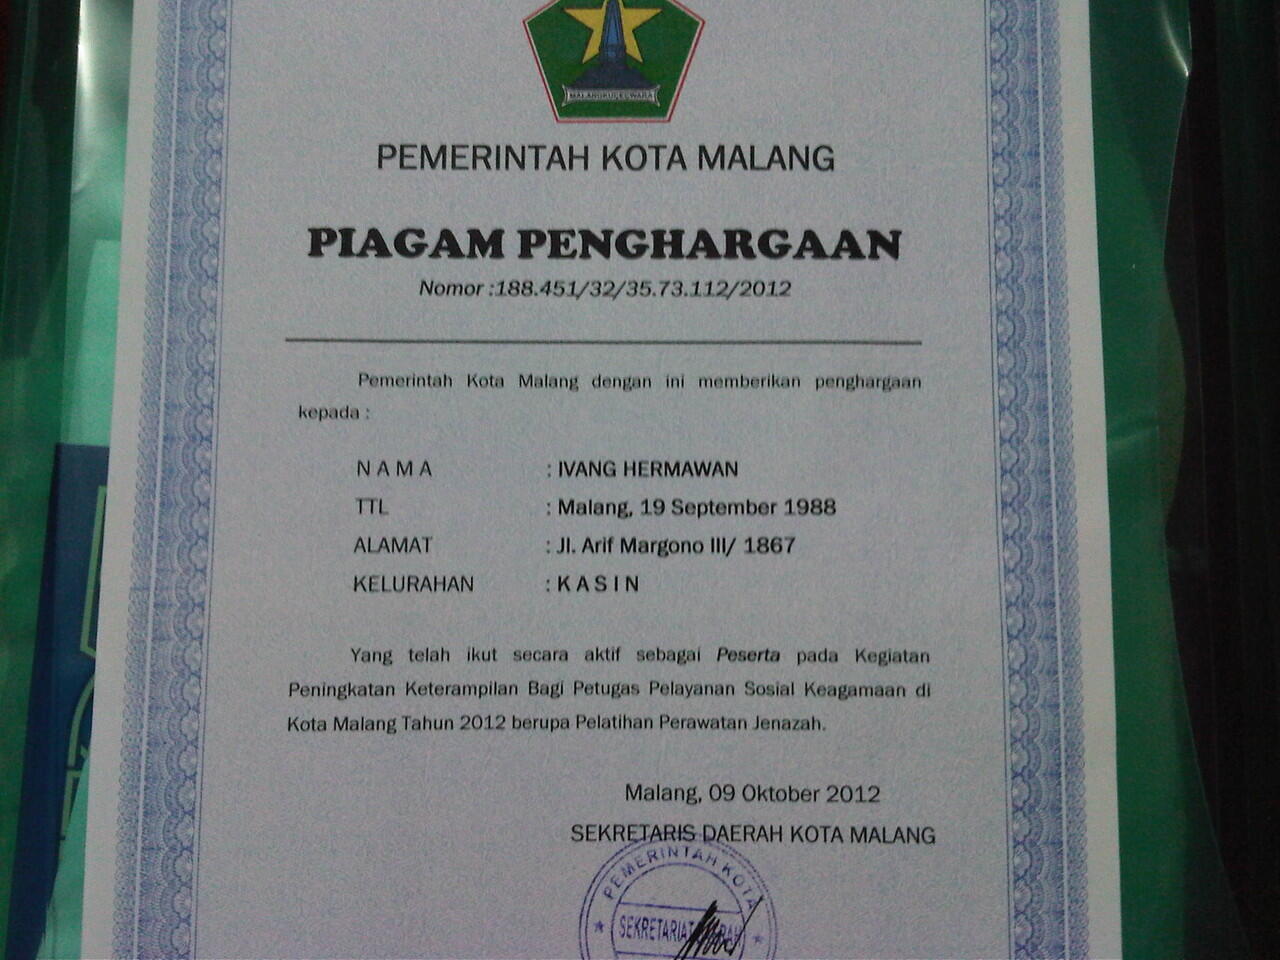 MALANGKUÇEÇWARA
PEMERINTAH KOTA MALANG
PIAGAM PENGHARGAAN
Nomor :188.451/32/35.73.112/2012
Pemerintah Kota Malang dengan ini memberikan penghargaan
kepada :
N A M A : IVANG HERMAWAN
TTL : Malang, 19 September 1988
ALAMAT : Jl. Arif Margono III/ 1867
KELURAHAN : K A S I N
Yang telah ikut secara aktif sebagai Peserta pada Kegiatan
Peningkatan Keterampilan Bagi Petugas Pelayanan Sosial Keagamaan di
Kota Malang Tahun 2012 berupa Pelatihan Perawatan Jenazah.
Malang, 09 Oktober 2012
SEKRETARIS DAERAH KOTA MALANG
PEMERINTAH KOTA
SEKRETARIAT